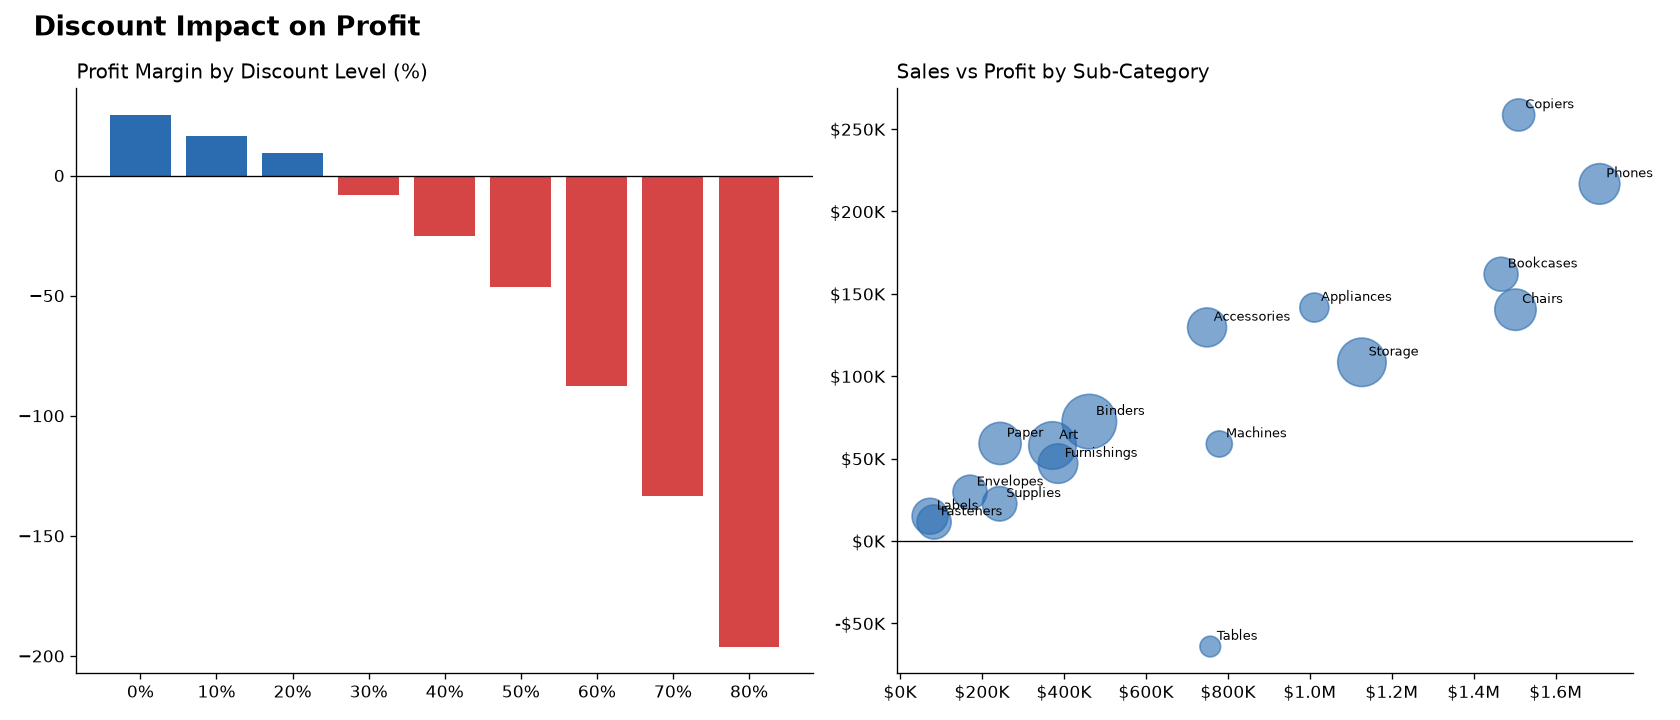 Discount Impact on Profit
Profit Margin by Discount Level (%)
0
−50
−100
−150
−200
0%
10%
20%
30%
40%
50%
60%
70%
80%
Sales vs Profit by Sub-Category
$250K
$200K
$150K
$100K
$50K
$0K
-$50K
Copiers
Phones
Bookcases
Chairs
Appliances
Accessories
Storage
Binders
Machines
Paper
Art
Furnishings
Envelopes
Supplies
Labels
Fasteners
Tables
$0K
$200K
$400K
$600K
$800K
$1.0M
$1.2M
$1.4M
$1.6M